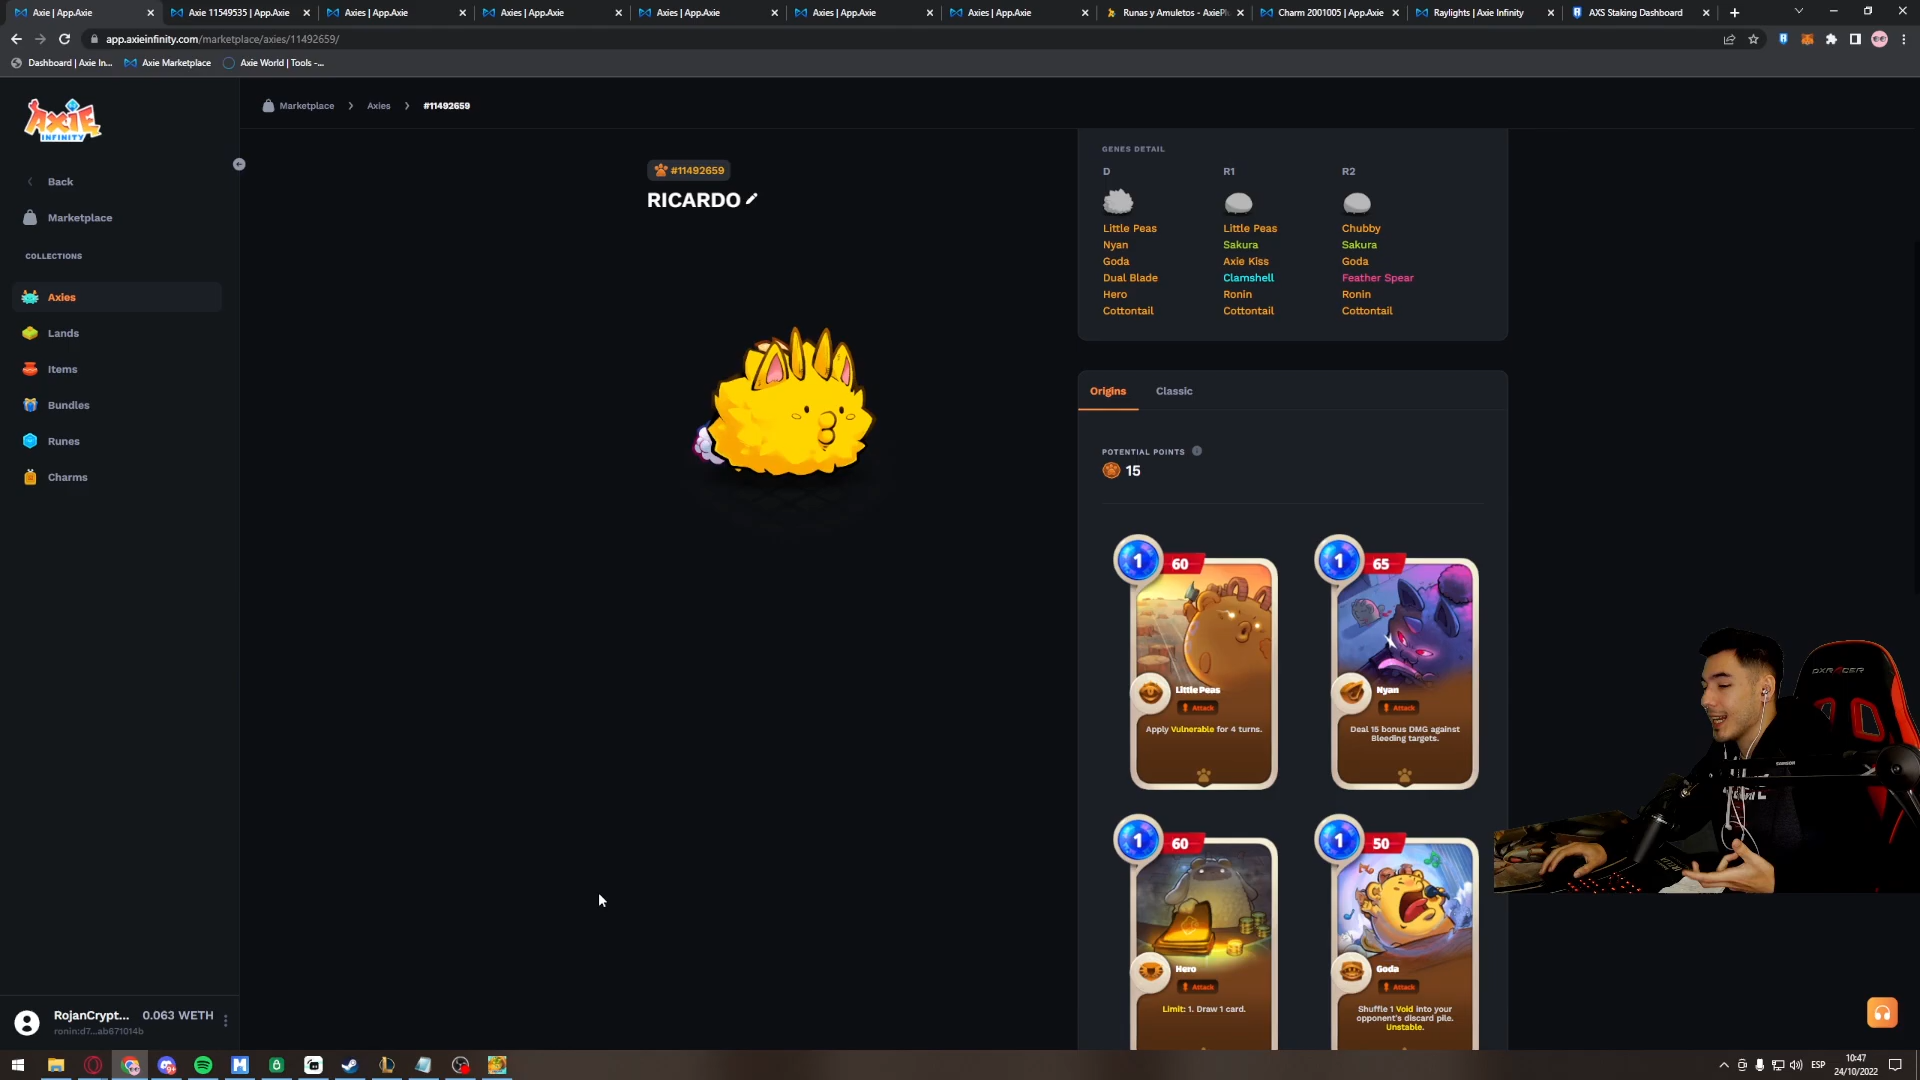 Axie | App.Axie
Axie 11549535 | App.Axie
Axies | App.Axie
Axies | App.Axie
Axies | App.Axie
Axies | App.Axie
Axies | App.Axie
Runas y Amuletos - AxiePl
Charm 2001005 | App.Axie
Raylights | Axie Infinity
AXS Staking Dashboard
app.axieinfinity.com/marketplace/axies/11492659/
Dashboard | Axie In...
Axie Marketplace
Axie World | Tools -...
AXIE
INFINITY
Back
Marketplace
COLLECTIONS
Axies
Lands
Items
Bundles
Runes
Charms
RojanCrypt...
0.063 WETH
ronin:d7...ab671014b
Marketplace
Axies
#11492659
#11492659
RICARDO
GENES DETAIL
D R1 R2
Little Peas Little Peas Chubby
Nyan Sakura Sakura
Goda Axie Kiss Goda
Dual Blade Clamshell Feather Spear
Hero Ronin Ronin
Cottontail Cottontail Cottontail
Origins
Classic
POTENTIAL POINTS
15
1 60
Little Peas
Attack
Apply Vulnerable for 4 turns.
1 65
Nyan
Attack
Deal 15 bonus DMG against
Bleeding targets.
1 60
Hero
Attack
Limit: 1. Draw 1 card.
1 50
Goda
Attack
Shuffle 1 Void into your
opponent's discard pile.
Unstable.
DXRACER
ESP
10:47
24/10/2022